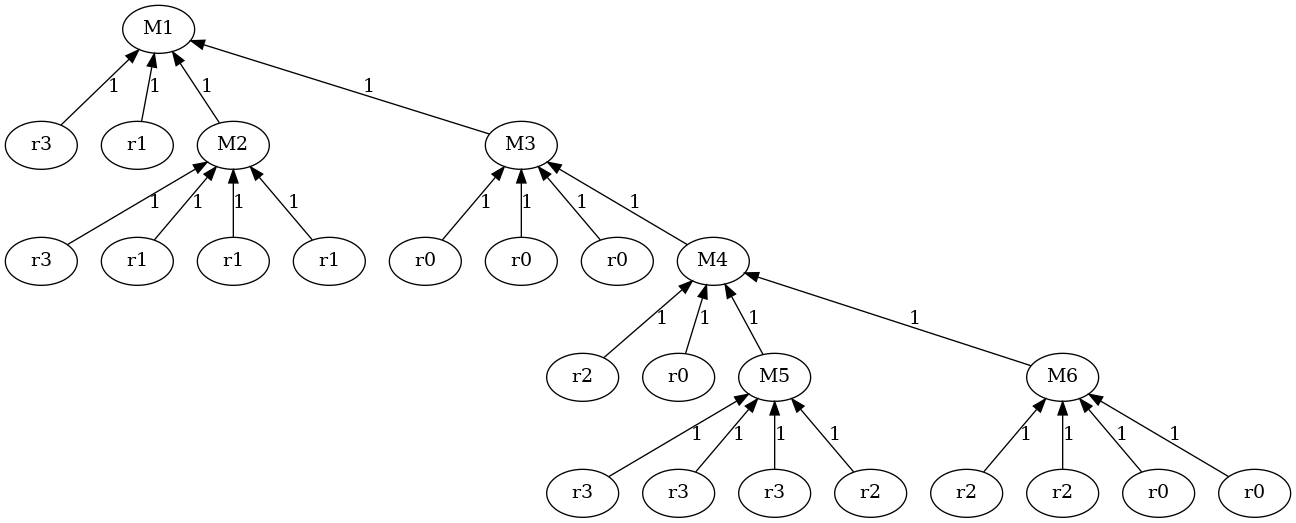 M1
1 1 1 1
r3 r1 M2 M3
1 1 1 1 1 1 1 1
r3 r1 r1 r1 r0 r0 r0 M4
1 1 1 1
r2 r0 M5 M6
1 1 1 1 1 1 1 1
r3 r3 r3 r2 r2 r2 r0 r0